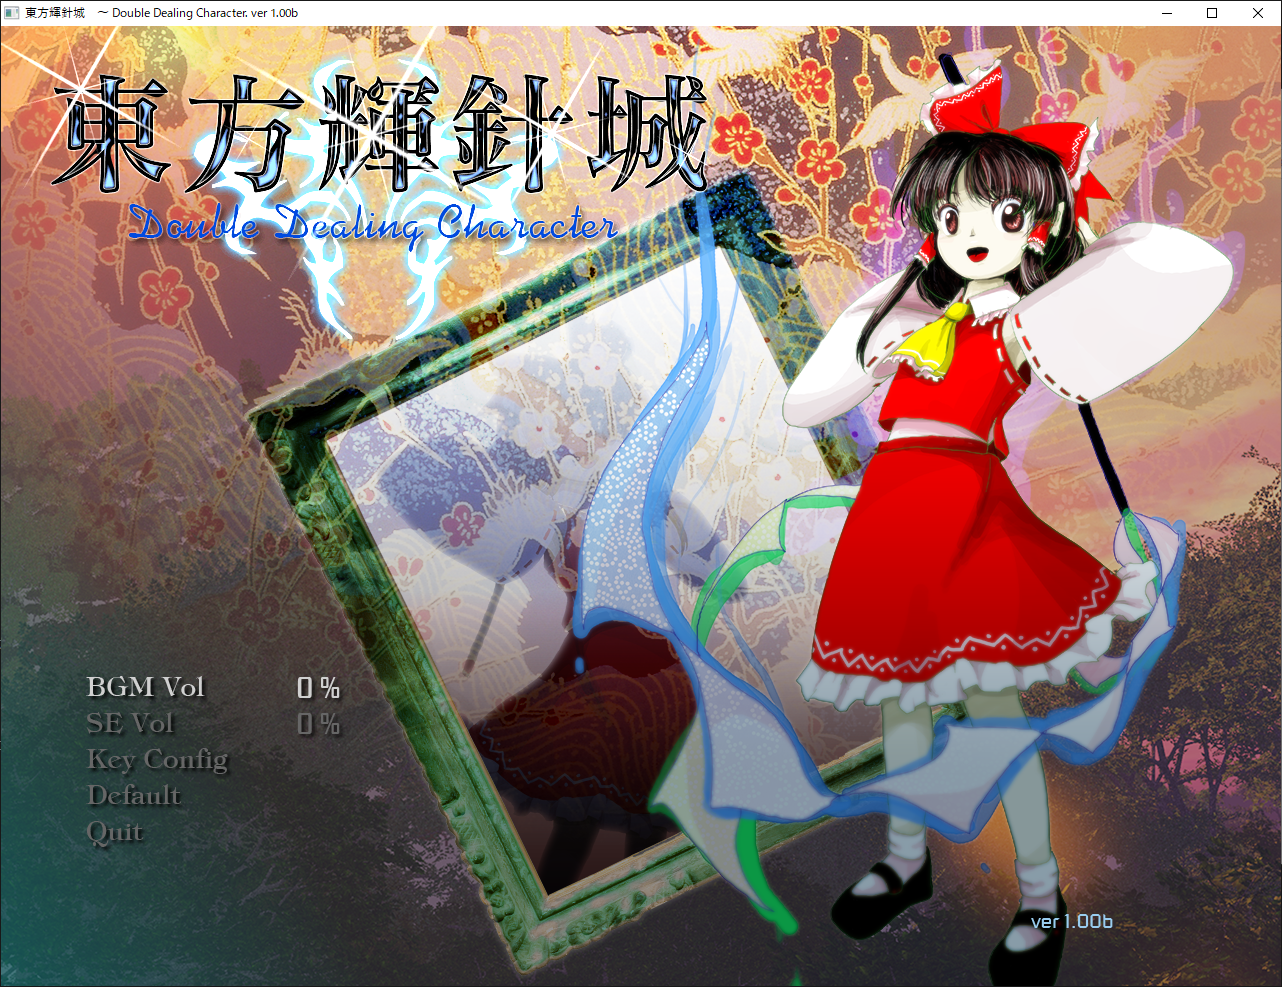 東方輝針城　～ Double Dealing Character. ver 1.00b
東方輝針城
Double Dealing Character
BGM Vol 0%
SE Vol 0%
Key Config
Default
Quit
ver 1.00b